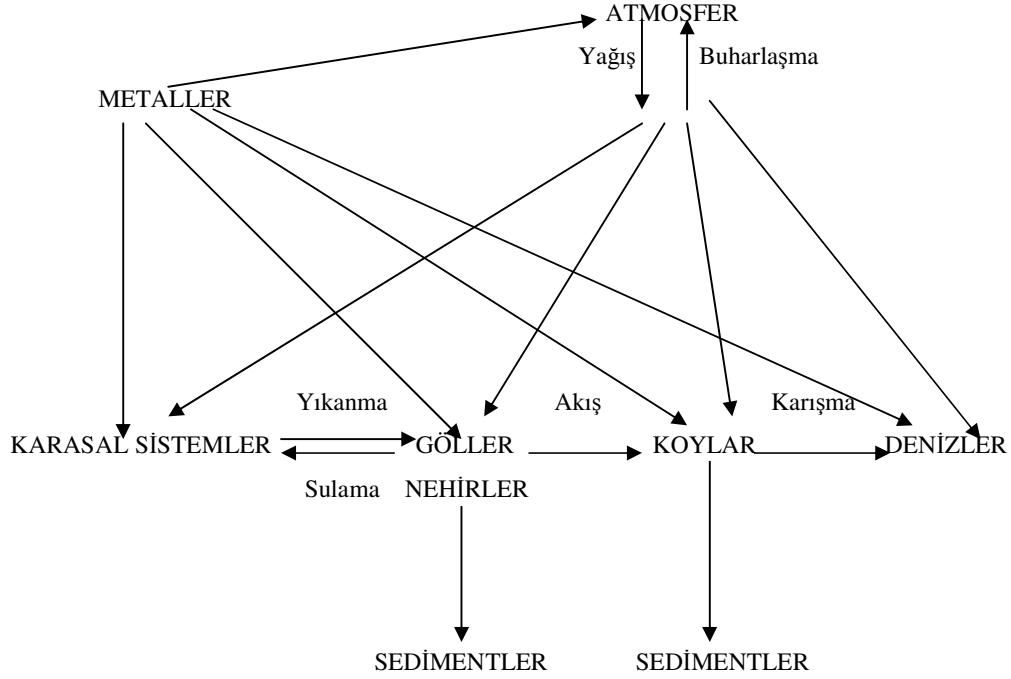 ATMOSFER
Yağış Buharlaşma
METALLER
Yıkanma Akış Karışma
KARASAL SİSTEMLER GÖLLER KOYLAR DENİZLER
Sulama NEHİRLER
SEDİMENTLER SEDİMENTLER